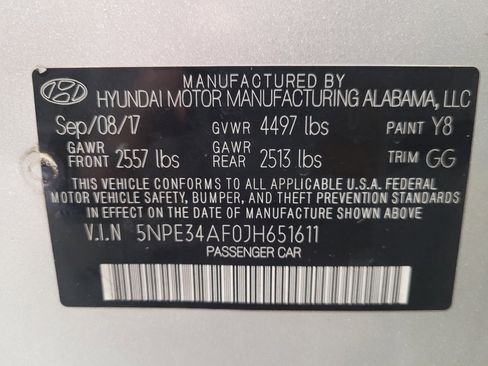 MANUFACTURED BY
HYUNDAI MOTOR MANUFACTURING ALABAMA, LLC
Sep/08/17 GVWR 4497 lbs PAINT Y8
GAWR FRONT 2557 lbs GAWR REAR 2513 lbs TRIM GG
THIS VEHICLE CONFORMS TO ALL APPLICABLE U.S.A. FEDERAL
MOTOR VEHICLE SAFETY, BUMPER, AND THEFT PREVENTION STANDARDS
IN EFFECT ON THE DATE OF MANUFACTURE SHOWN ABOVE
V.I.N 5NPE34AF0JH651611
PASSENGER CAR